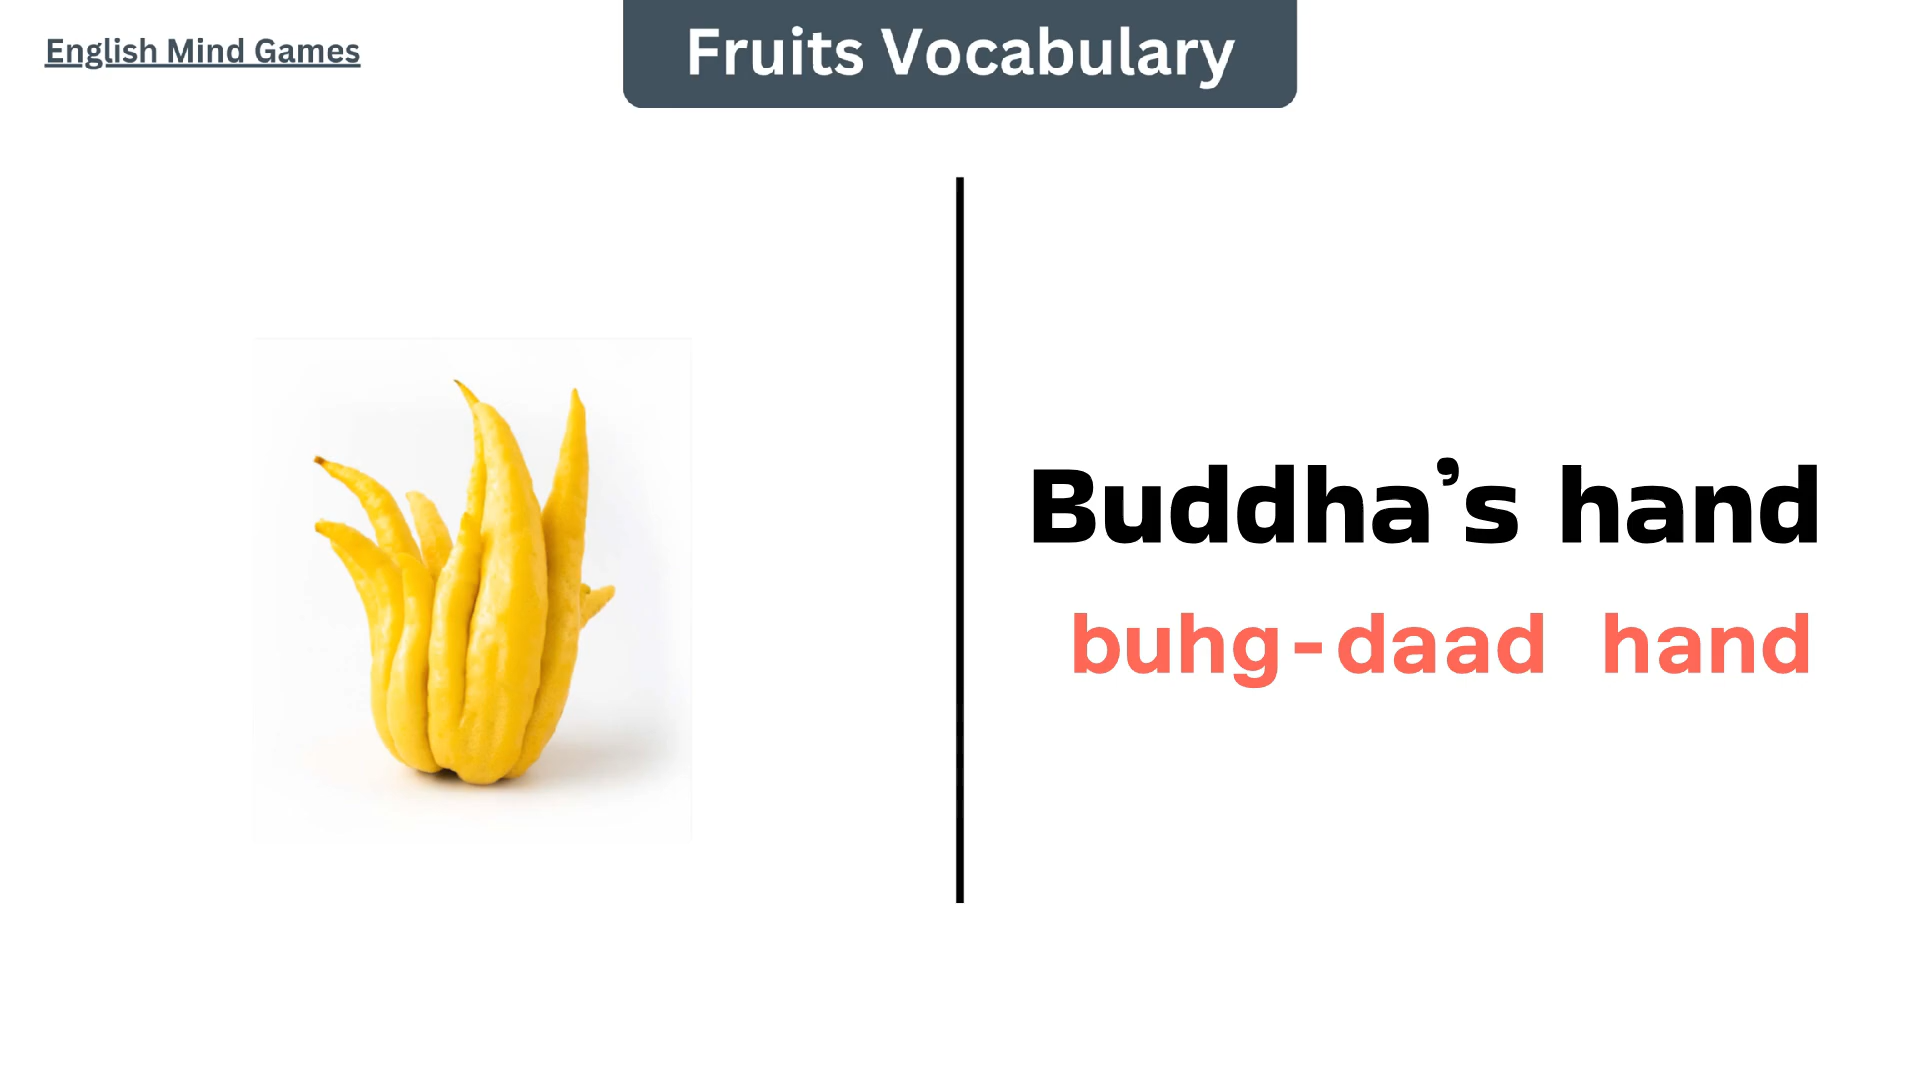 English Mind Games
Fruits Vocabulary
Buddha’s hand
buhg-daad hand